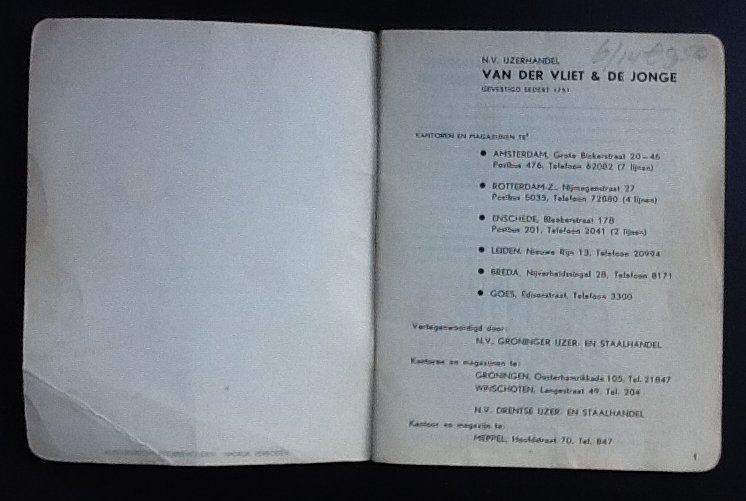 N.V. IJZERHANDEL
VAN DER VLIET & DE JONGE
GEVESTIGD SEDERT 1751
KANTOREN EN MAGAZIJNEN TE:
● AMSTERDAM, Grote Bickersstraat 20-46
Postbus 476, Telefoon 62082 (7 lijnen)
● ROTTERDAM-Z., Nijmegenstraat 27
Postbus 5035, Telefoon 72080 (4 lijnen)
● ENSCHEDE, Blekerstraat 178
Postbus 201, Telefoon 2041 (2 lijnen)
● LEIDEN, Nieuwe Rijn 13, Telefoon 20994
● BREDA, Nijverheidssingel 28, Telefoon 8171
● GOES, Edisonstraat, Telefoon 3300
Vertegenwoordigd door:
N.V. GRONINGER IJZER- EN STAALHANDEL
Kantoren en magazijnen te:
GRONINGEN, Oosterhamrikkade 105, Tel. 21847
WINSCHOTEN, Langestraat 49, Tel. 204
N.V. DRENTSE IJZER- EN STAALHANDEL
Kantoor en magazijn te:
MEPPEL, Hoofdstraat 70, Tel. 847
1